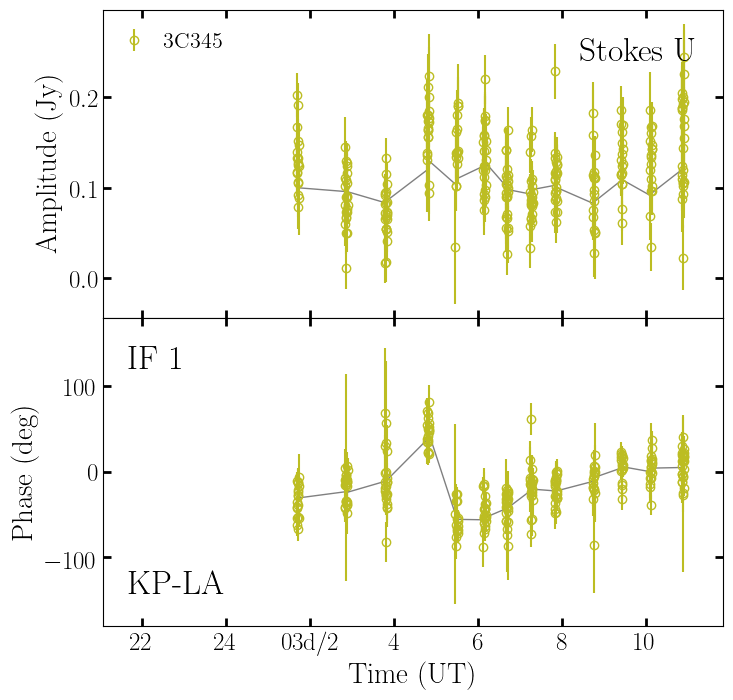 3C345
Stokes U
0.2
0.1
0.0
Amplitude (Jy)
IF 1
100
0
−100
Phase (deg)
KP-LA
22 24 03d/2 4 6 8 10
Time (UT)